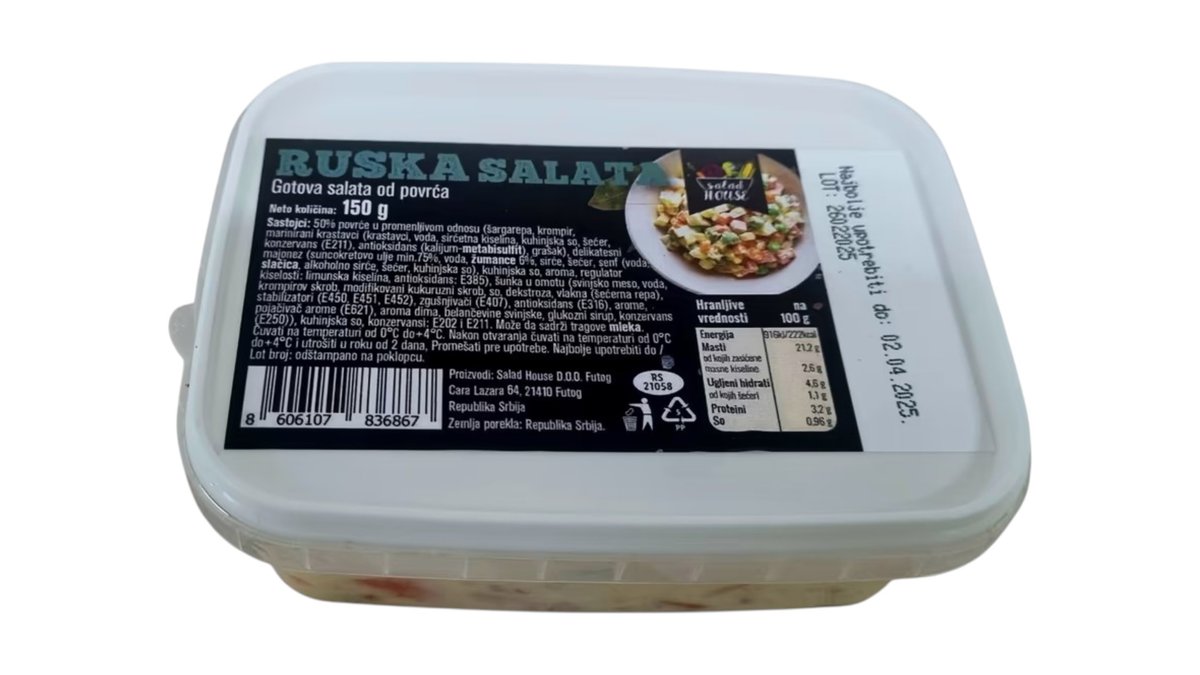 RUSKA SALATA
Gotova salata od povrća
Neto količina: 150 g
Sastojci: 50% povrće u promenljivom odnosu (šargarepa, krompir,
marinirani krastavci (krastavci, voda, sirćetna kiselina, kuhinjska so, šećer,
konzervans (E211), antioksidans (kalijum-metabisulfit), grašak), delikatesni
majonez (suncokretovo ulje min.75%, voda, žumance 6%, sirće, šećer, senf (voda,
slačica, alkoholno sirće, šećer, kuhinjska so), kuhinjska so, aroma, regulator
kiselosti: limunska kiselina, antioksidans: E385), šunka u omotu (svinjsko meso, voda,
krompirov skrob, modifikovani kukuruzni skrob, so, dekstroza, vlakna (šećerna repa),
stabilizatori (E450, E451, E452), zgušnjivači (E407), antioksidans (E316), arome,
pojačivač arome (E621), aroma dima, belančevine svinjske, glukozni sirup, konzervans
(E250)), kuhinjska so, konzervansi: E202 i E211. Može da sadrži tragove mleka.
Čuvati na temperaturi od 0°C do+4°C. Nakon otvaranja čuvati na temperaturi od 0°C
do+4°C i utrošiti u roku od 2 dana. Promešati pre upotrebe. Najbolje upotrebiti do /
Lot broj: odštampano na poklopcu.
8 606107 836867
Proizvodi: Salad House D.O.O. Futog
Cara Lazara 64, 21410 Futog
Republika Srbija
Zemlja porekla: Republika Srbija.
RS
21058
5
PP
salad
HOUSE
Hranljive na
vrednosti 100 g
Energija 916kJ/222kcal
Masti 21,2 g
od kojih zasićene
masne kiseline 2,6 g
Ugljeni hidrati 4,6 g
od kojih šećeri 1,1 g
Proteini 3,2 g
So 0,96 g
Najbolje upotrebiti do: 02.04.2025.
LOT: 26022025